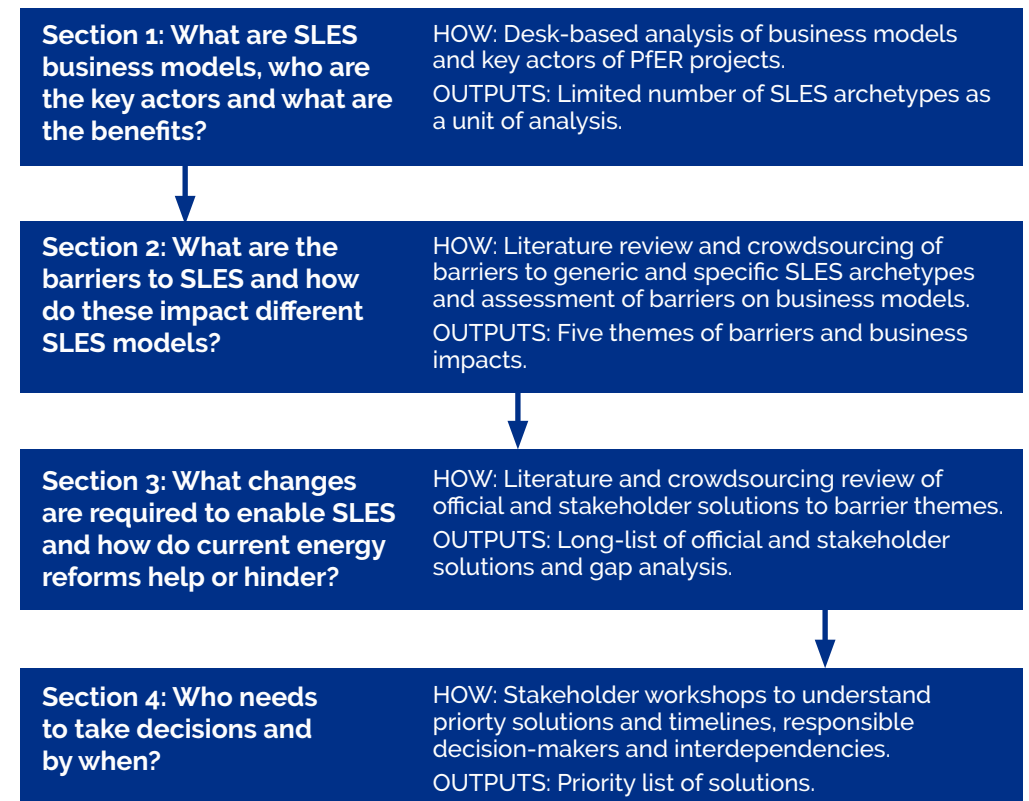 Section 1: What are SLES
business models, who are
the key actors and what are
the benefits?
HOW: Desk-based analysis of business models
and key actors of PfER projects.
OUTPUTS: Limited number of SLES archetypes as
a unit of analysis.
Section 2: What are the
barriers to SLES and how
do these impact different
SLES models?
HOW: Literature review and crowdsourcing of
barriers to generic and specific SLES archetypes
and assessment of barriers on business models.
OUTPUTS: Five themes of barriers and business
impacts.
Section 3: What changes
are required to enable SLES
and how do current energy
reforms help or hinder?
HOW: Literature and crowdsourcing review of
official and stakeholder solutions to barrier themes.
OUTPUTS: Long-list of official and stakeholder
solutions and gap analysis.
Section 4: Who needs
to take decisions and
by when?
HOW: Stakeholder workshops to understand
priorty solutions and timelines, responsible
decision-makers and interdependencies.
OUTPUTS: Priority list of solutions.